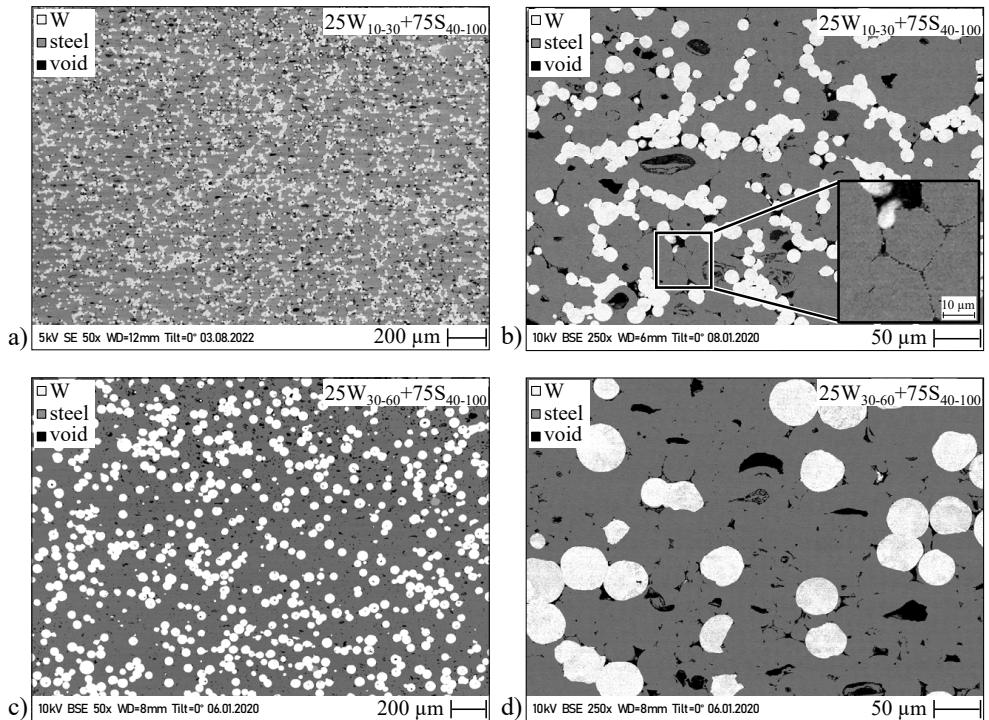 W
steel
void
25W10-30+75S40-100
a)
5kV SE 50x WD=12mm Tilt=0° 03.08.2022
200 µm
W
steel
void
25W10-30+75S40-100
10 µm
b)
10kV BSE 250x WD=6mm Tilt=0° 08.01.2020
50 µm
W
steel
void
25W30-60+75S40-100
c)
10kV BSE 50x WD=8mm Tilt=0° 06.01.2020
200 µm
W
steel
void
25W30-60+75S40-100
d)
10kV BSE 250x WD=8mm Tilt=0° 06.01.2020
50 µm